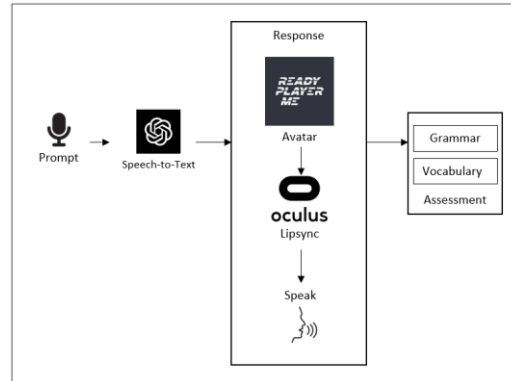 Response
READY
PLAYER
ME
Prompt
Speech-to-Text
Avatar
oculus
Lipsync
Speak
Grammar
Vocabulary
Assessment